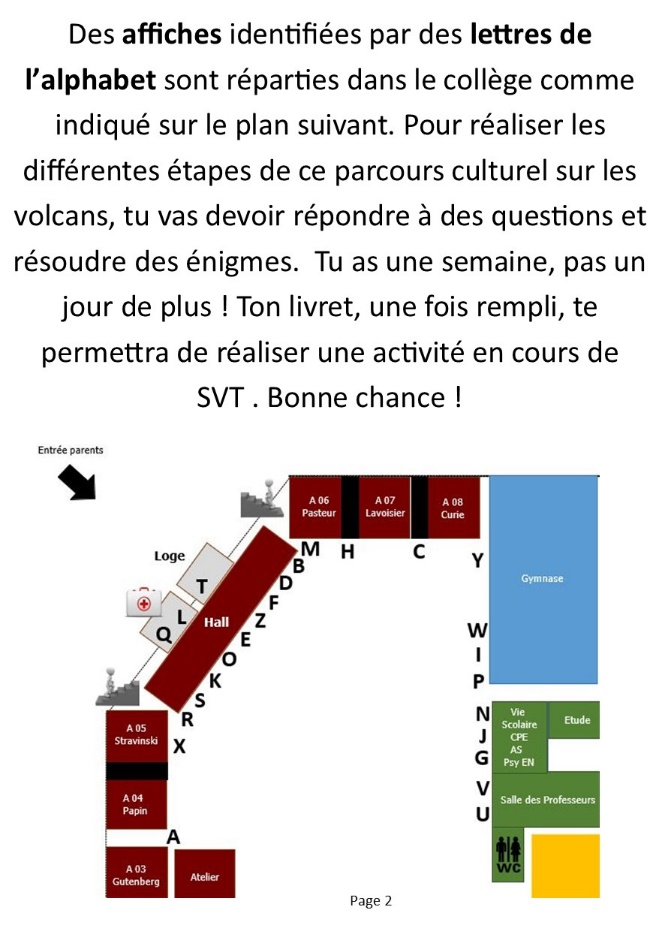 Des affiches identifiées par des lettres de
l’alphabet sont réparties dans le collège comme
indiqué sur le plan suivant. Pour réaliser les
différentes étapes de ce parcours culturel sur les
volcans, tu vas devoir répondre à des questions et
résoudre des énigmes.  Tu as une semaine, pas un
jour de plus ! Ton livret, une fois rempli, te
permettra de réaliser une activité en cours de
SVT . Bonne chance !
Entrée parents
A 06
Pasteur
A 07
Lavoisier
A 08
Curie
M
H
C
Y
Loge
T
L
Q
Hall
B
D
F
Z
E
O
K
S
R
X
Gymnase
W
I
P
N
J
G
V
U
Vie
Scolaire
CPE
AS
Psy EN
Etude
Salle des Professeurs
WC
A 05
Stravinski
A 04
Papin
A
A 03
Gutenberg
Atelier
Page 2